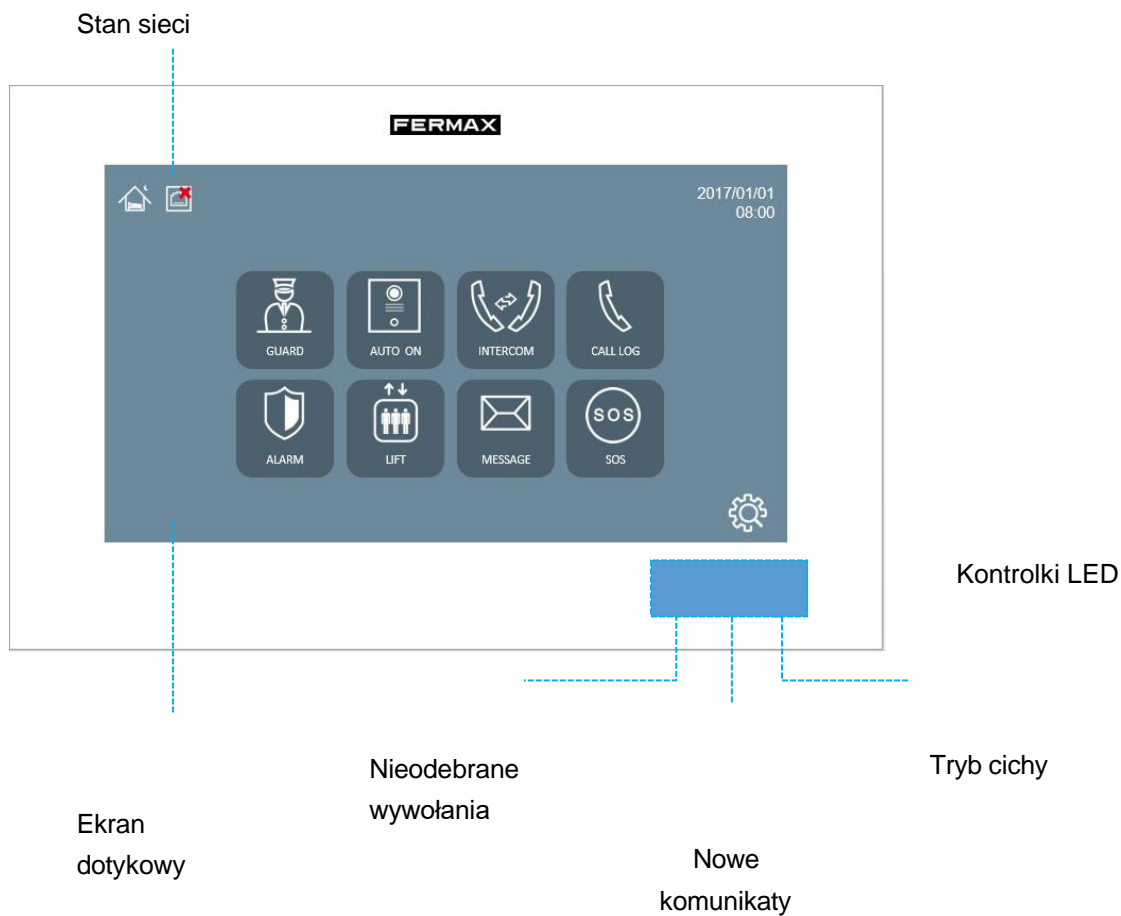 Stan sieci
FERMAX
2017/01/01
08:00
GUARD
AUTO ON
INTERCOM
CALL LOG
ALARM
LIFT
MESSAGE
SOS
SOS
Kontrolki LED
Nieodebrane
wywołania
Tryb cichy
Ekran
dotykowy
Nowe
komunikaty